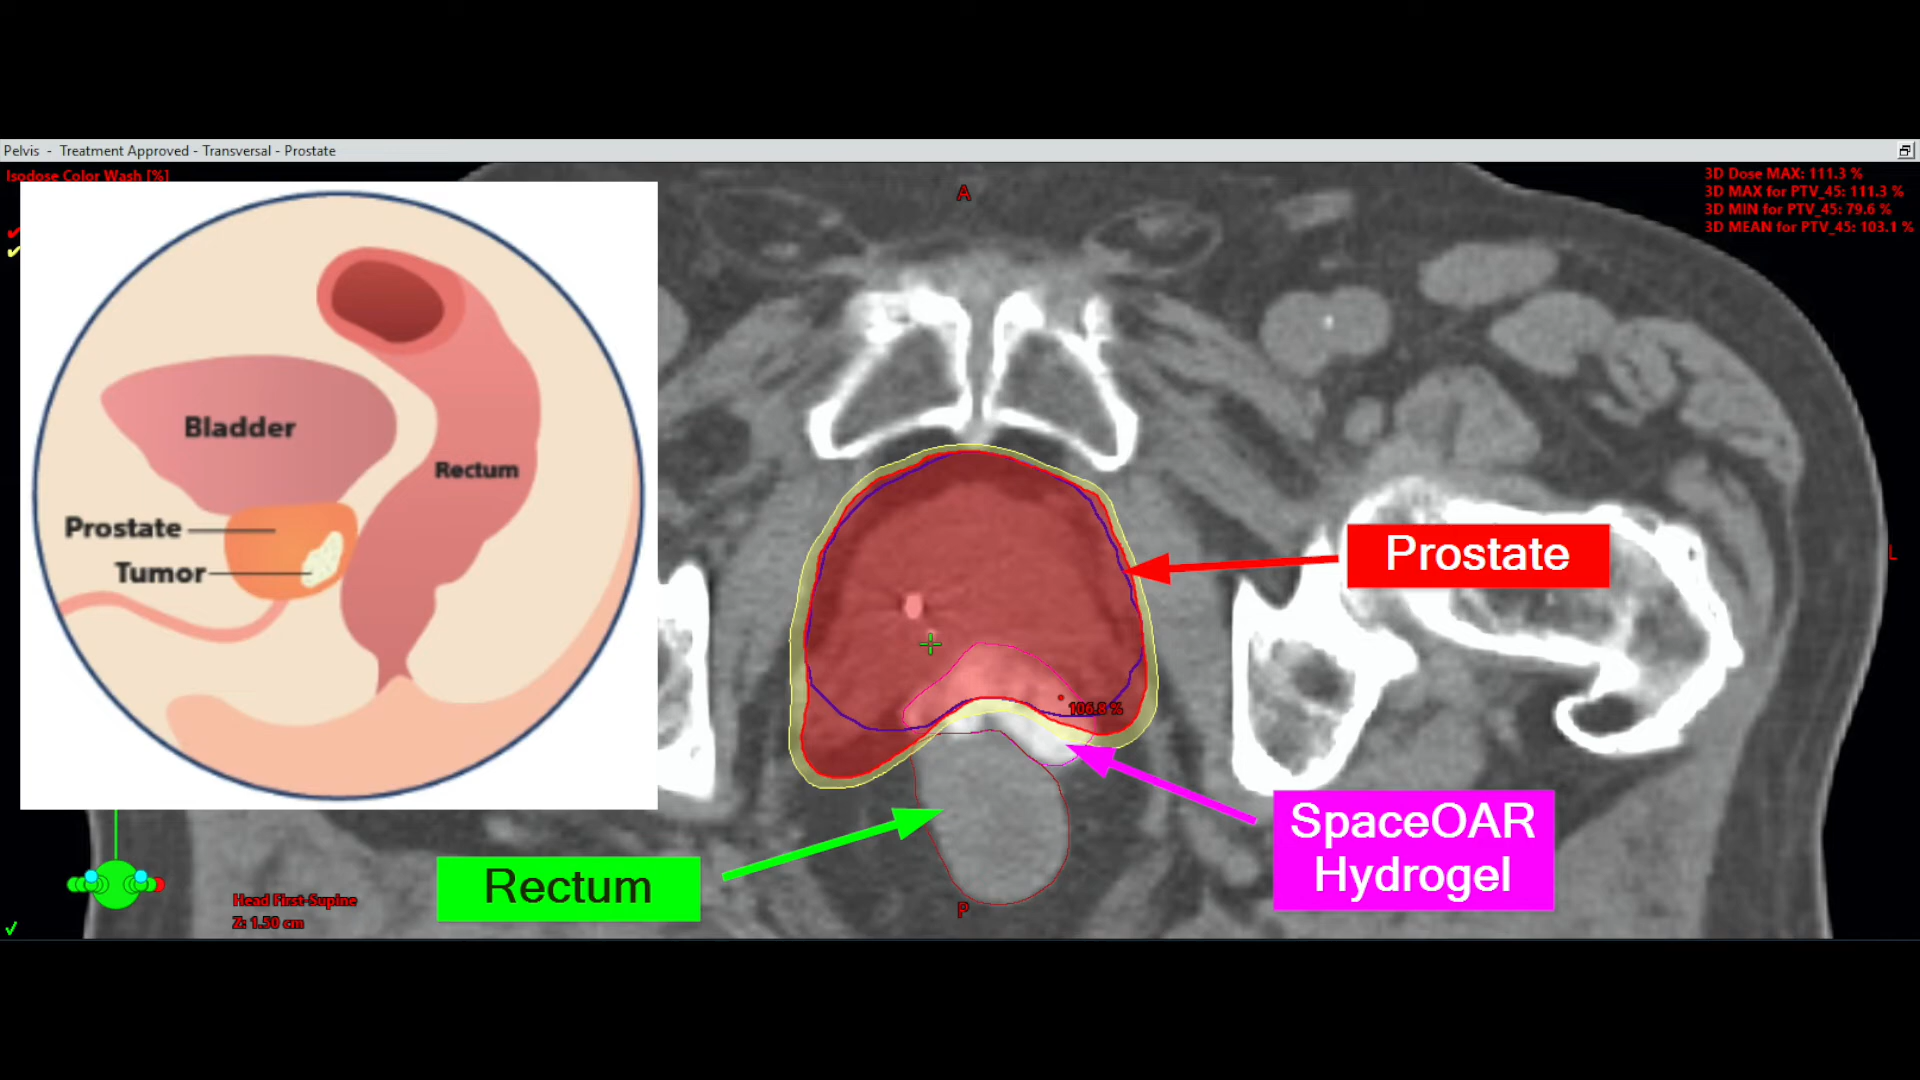 Pelvis - Treatment Approved - Transversal - Prostate
Isodose Color Wash [%]
3D Dose MAX: 111.3 %
3D MAX for PTV_45: 111.3 %
3D MIN for PTV_45: 79.6 %
3D MEAN for PTV_45: 103.1 %
A
Bladder
Rectum
Prostate
Tumor
Prostate
L
106.8 %
SpaceOAR
Hydrogel
Rectum
P
Head First-Supine
Z: 1.50 cm